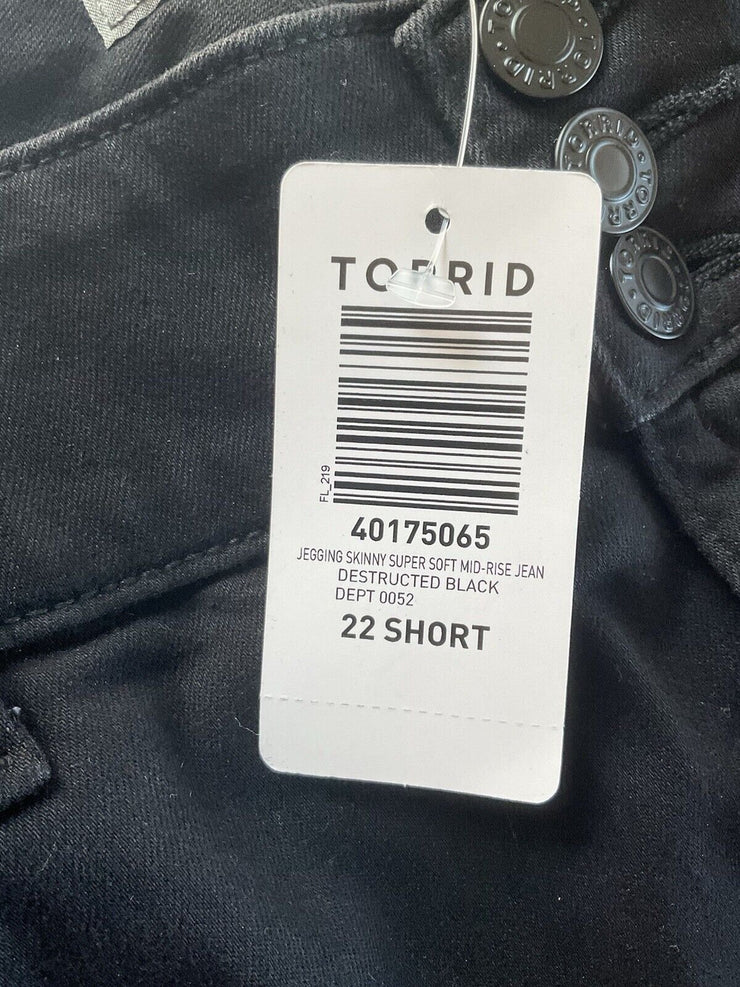 TORRID
TORRID • TORR
TORRID
TORRID
FL_219
40175065
JEGGING SKINNY SUPER SOFT MID-RISE JEAN
DESTRUCTED BLACK
DEPT 0052
22 SHORT